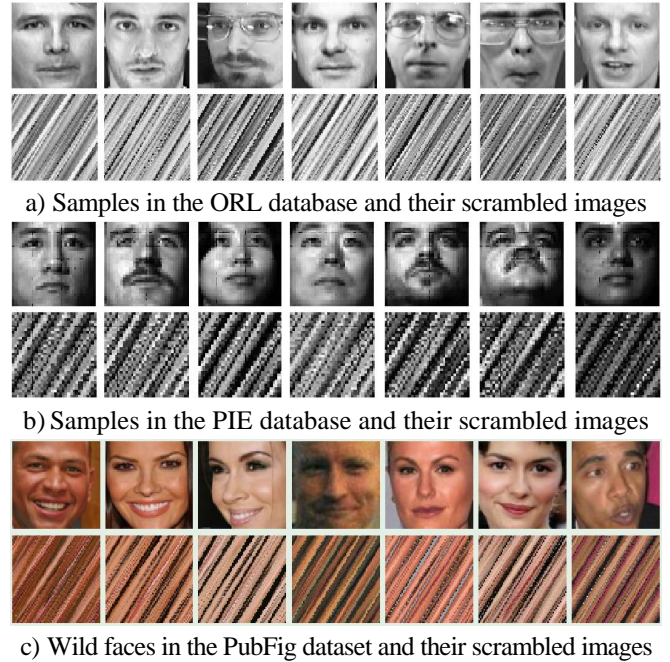 a) Samples in the ORL database and their scrambled images
b) Samples in the PIE database and their scrambled images
c) Wild faces in the PubFig dataset and their scrambled images